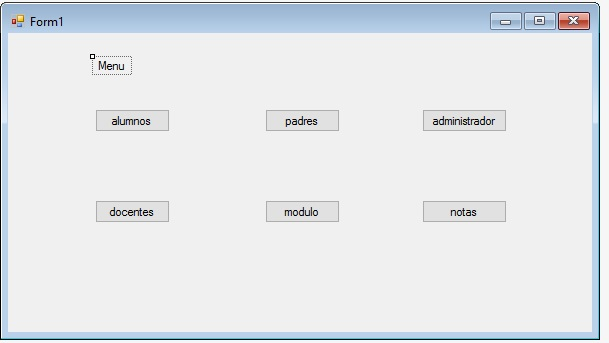 Form1
Menu
alumnos padres administrador
docentes modulo notas